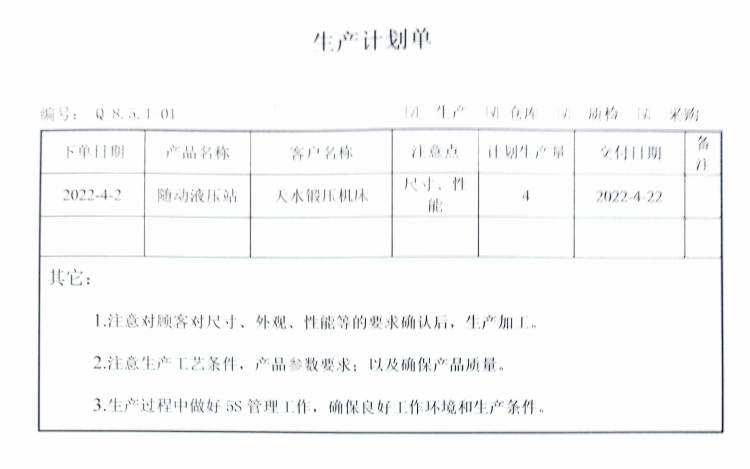 生产计划单
编号： Q 8.5.1-01 ☑ 生产 ☑ 仓库 ☑ 质检 ☑ 采购
下单日期 产品名称 客户名称 注意点 计划生产量 交付日期 备注
2022-4-2 随动液压站 天水锻压机床 尺寸、性能 4 2022-4-22
其它：
1.注意对顾客对尺寸、外观、性能等的要求确认后，生产加工。
2.注意生产工艺条件，产品参数要求；以及确保产品质量。
3.生产过程中做好 5S 管理工作，确保良好工作环境和生产条件。